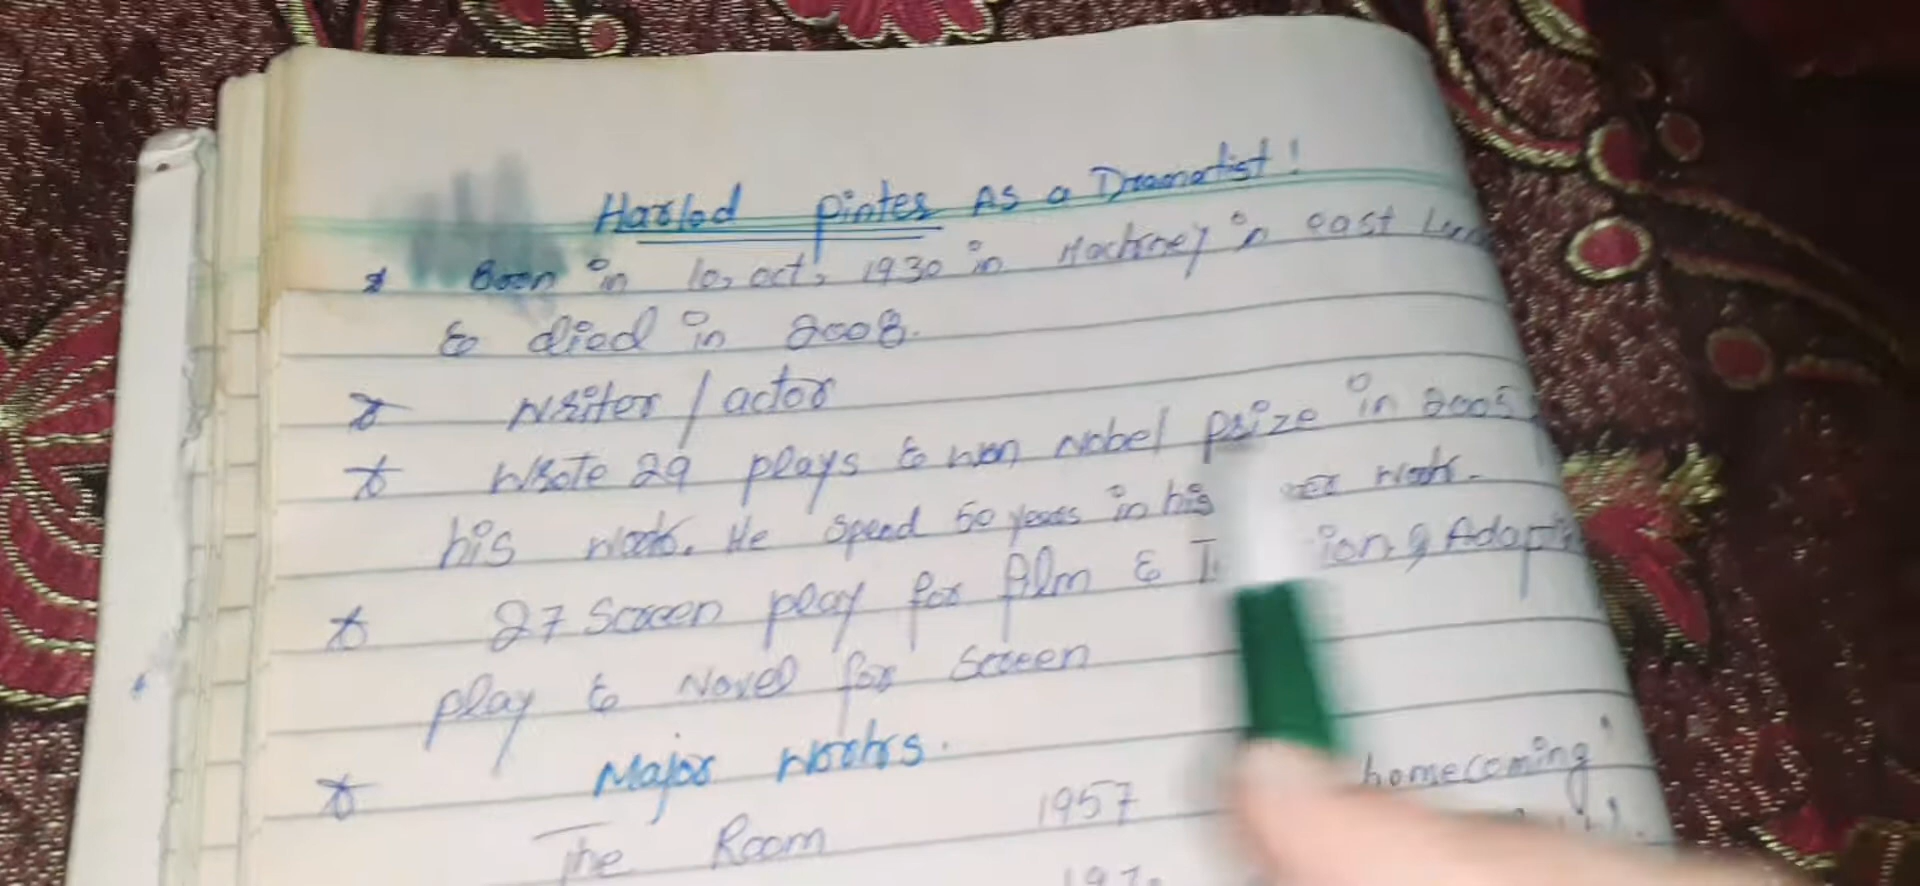 Harlod pinter As a Dramatist!
* Born in 10, oct, 1930 in Hackney in east
& died in 2008.
* Writer / actor
* Wrote 29 plays & won Nobel prize in 2005
his work. He spend 50 years in his work.
* 27 Screen play for film & Adap
play & Novel for Screen
* Major works.
The Room 1957 homecoming